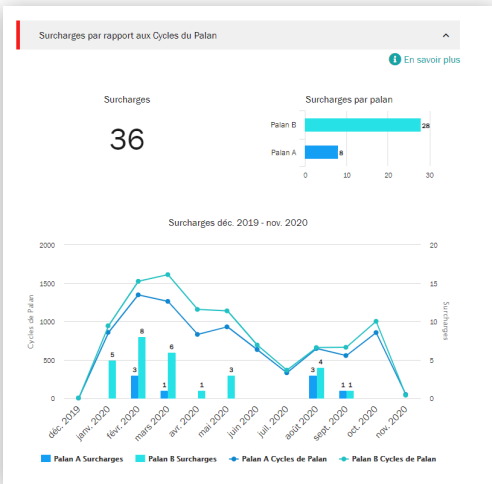 Surcharges par rapport aux Cycles du Palan
En savoir plus
Surcharges
36
Surcharges par palan
Palan B
28
Palan A
8
0 10 20 30
Surcharges déc. 2019 - nov. 2020
2000 20
1500 15
1000 10
500 5
0 0
Cycles de Palan
Surcharges
5 3 8 1 6 1 3 3 4 1 1
déc. 2019 janv. 2020 févr. 2020 mars 2020 avr. 2020 mai 2020 juin 2020 juil. 2020 août 2020 sept. 2020 oct. 2020 nov. 2020
Palan A Surcharges Palan B Surcharges Palan A Cycles de Palan Palan B Cycles de Palan